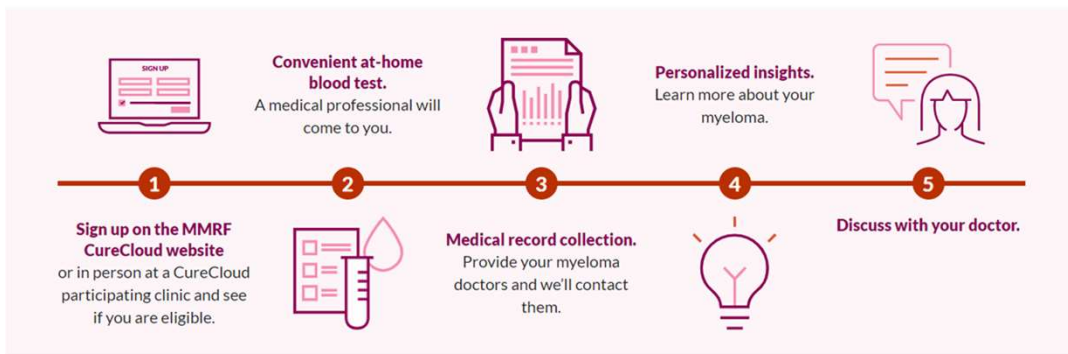 SIGN UP
1
Sign up on the MMRF
CureCloud website
or in person at a CureCloud
participating clinic and see
if you are eligible.
Convenient at-home
blood test.
A medical professional will
come to you.
2
3
Medical record collection.
Provide your myeloma
doctors and we'll contact
them.
Personalized insights.
Learn more about your
myeloma.
4
5
Discuss with your doctor.